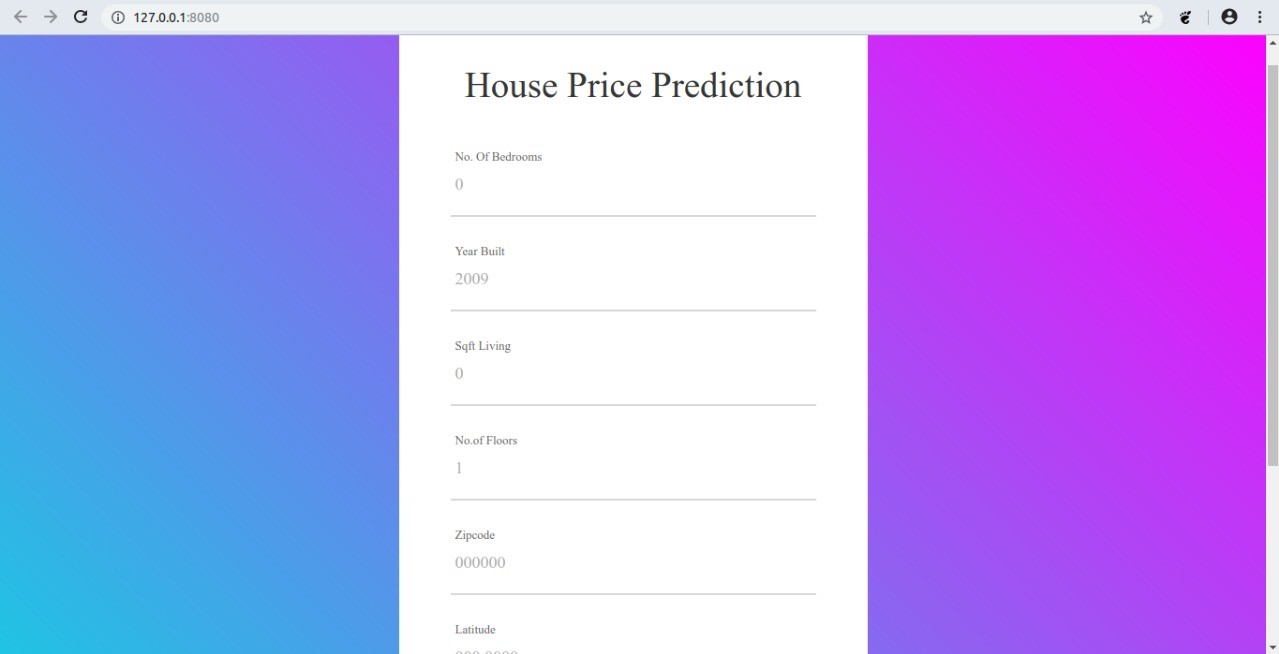 127.0.0.1:8080
House Price Prediction
No. Of Bedrooms
0
Year Built
2009
Sqft Living
0
No.of Floors
1
Zipcode
000000
Latitude